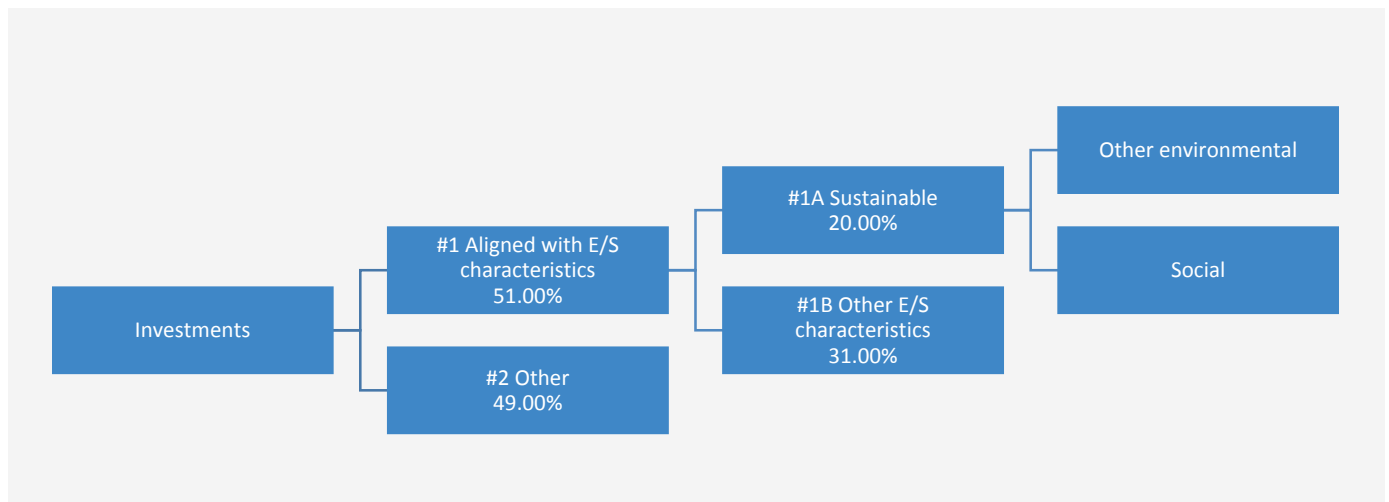 Investments
#1 Aligned with E/S
characteristics
51.00%
#2 Other
49.00%
#1A Sustainable
20.00%
#1B Other E/S
characteristics
31.00%
Other environmental
Social